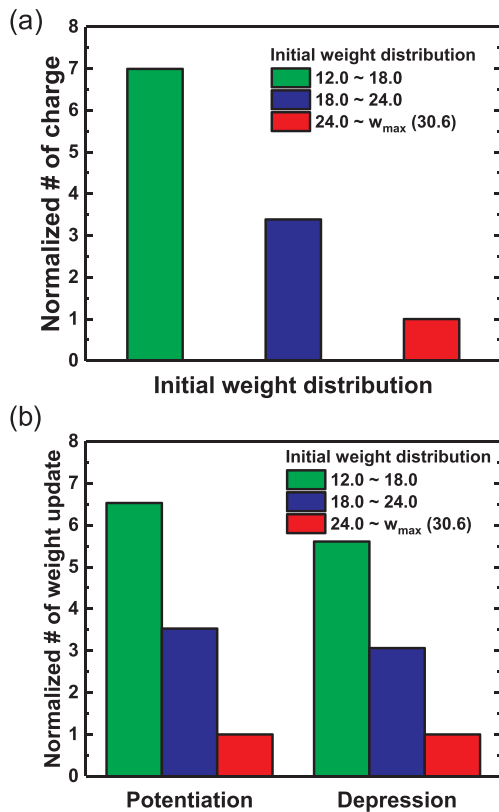 (a)
Normalized # of charge
8
7
6
5
4
3
2
1
0
Initial weight distribution
12.0 ~ 18.0
18.0 ~ 24.0
24.0 ~ wmax (30.6)
Initial weight distribution
(b)
Normalized # of weight update
8
7
6
5
4
3
2
1
0
Initial weight distribution
12.0 ~ 18.0
18.0 ~ 24.0
24.0 ~ wmax (30.6)
Potentiation
Depression